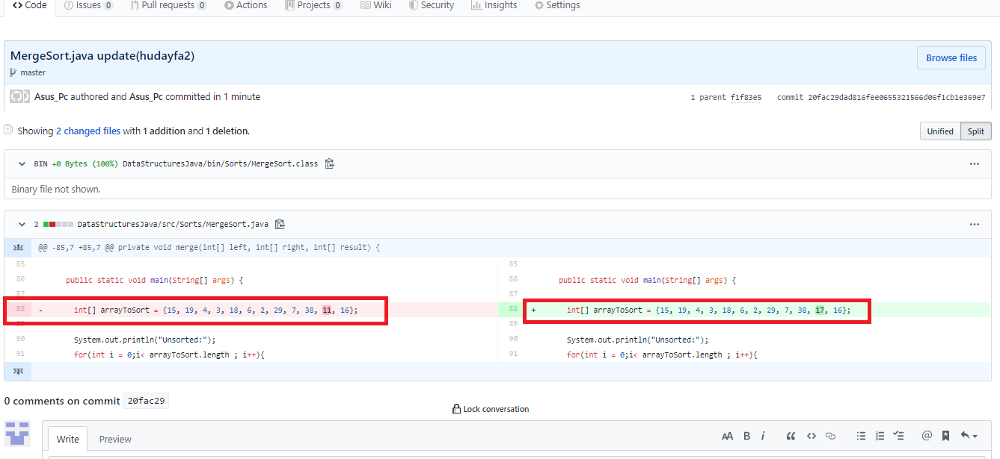 Code Issues 0 Pull requests 0 Actions Projects 0 Wiki Security Insights Settings
MergeSort.java update(hudayfa2)
Browse files
master
Asus_Pc authored and Asus_Pc committed in 1 minute
1 parent f1f83e5 commit 20fac29dad816fee0655321566d06f1cb1e369e7
Showing 2 changed files with 1 addition and 1 deletion.
Unified Split
BIN +0 Bytes (100%) DataStructuresJava/bin/Sorts/MergeSort.class
Binary file not shown.
2 DataStructuresJava/src/Sorts/MergeSort.java
@@ -85,7 +85,7 @@ private void merge(int[] left, int[] right, int[] result) {
85 85
86 public static void main(String[] args) { 86 public static void main(String[] args) {
87 87
88 - int[] arrayToSort = {15, 19, 4, 3, 18, 6, 2, 29, 7, 38, 11, 16}; 88 + int[] arrayToSort = {15, 19, 4, 3, 18, 6, 2, 29, 7, 38, 17, 16};
89 89
90 System.out.println("Unsorted:"); 90 System.out.println("Unsorted:");
91 for(int i = 0;i< arrayToSort.length ; i++){ 91 for(int i = 0;i< arrayToSort.length ; i++){
0 comments on commit 20fac29
Lock conversation
Write Preview AA B i